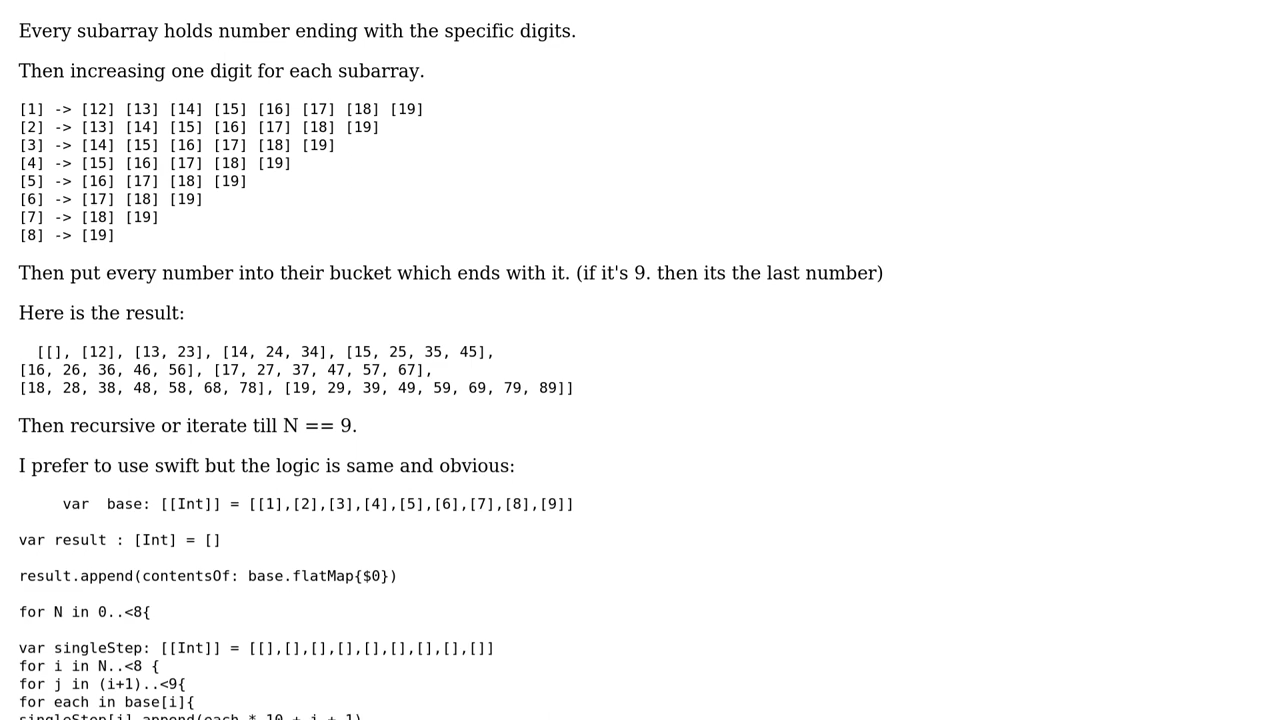 Every subarray holds number ending with the specific digits.
Then increasing one digit for each subarray.
[1] -> [12] [13] [14] [15] [16] [17] [18] [19]
[2] -> [13] [14] [15] [16] [17] [18] [19]
[3] -> [14] [15] [16] [17] [18] [19]
[4] -> [15] [16] [17] [18] [19]
[5] -> [16] [17] [18] [19]
[6] -> [17] [18] [19]
[7] -> [18] [19]
[8] -> [19]
Then put every number into their bucket which ends with it. (if it's 9. then its the last number)
Here is the result:
[[], [12], [13, 23], [14, 24, 34], [15, 25, 35, 45],
[16, 26, 36, 46, 56], [17, 27, 37, 47, 57, 67],
[18, 28, 38, 48, 58, 68, 78], [19, 29, 39, 49, 59, 69, 79, 89]]
Then recursive or iterate till N == 9.
I prefer to use swift but the logic is same and obvious:
var  base: [[Int]] = [[1],[2],[3],[4],[5],[6],[7],[8],[9]]
var result : [Int] = []
result.append(contentsOf: base.flatMap{$0})
for N in 0..<8{
var singleStep: [[Int]] = [[],[],[],[],[],[],[],[],[]]
for i in N..<8 {
for j in (i+1)..<9{
for each in base[i]{
singleStep[j].append(each * 10 + j + 1)